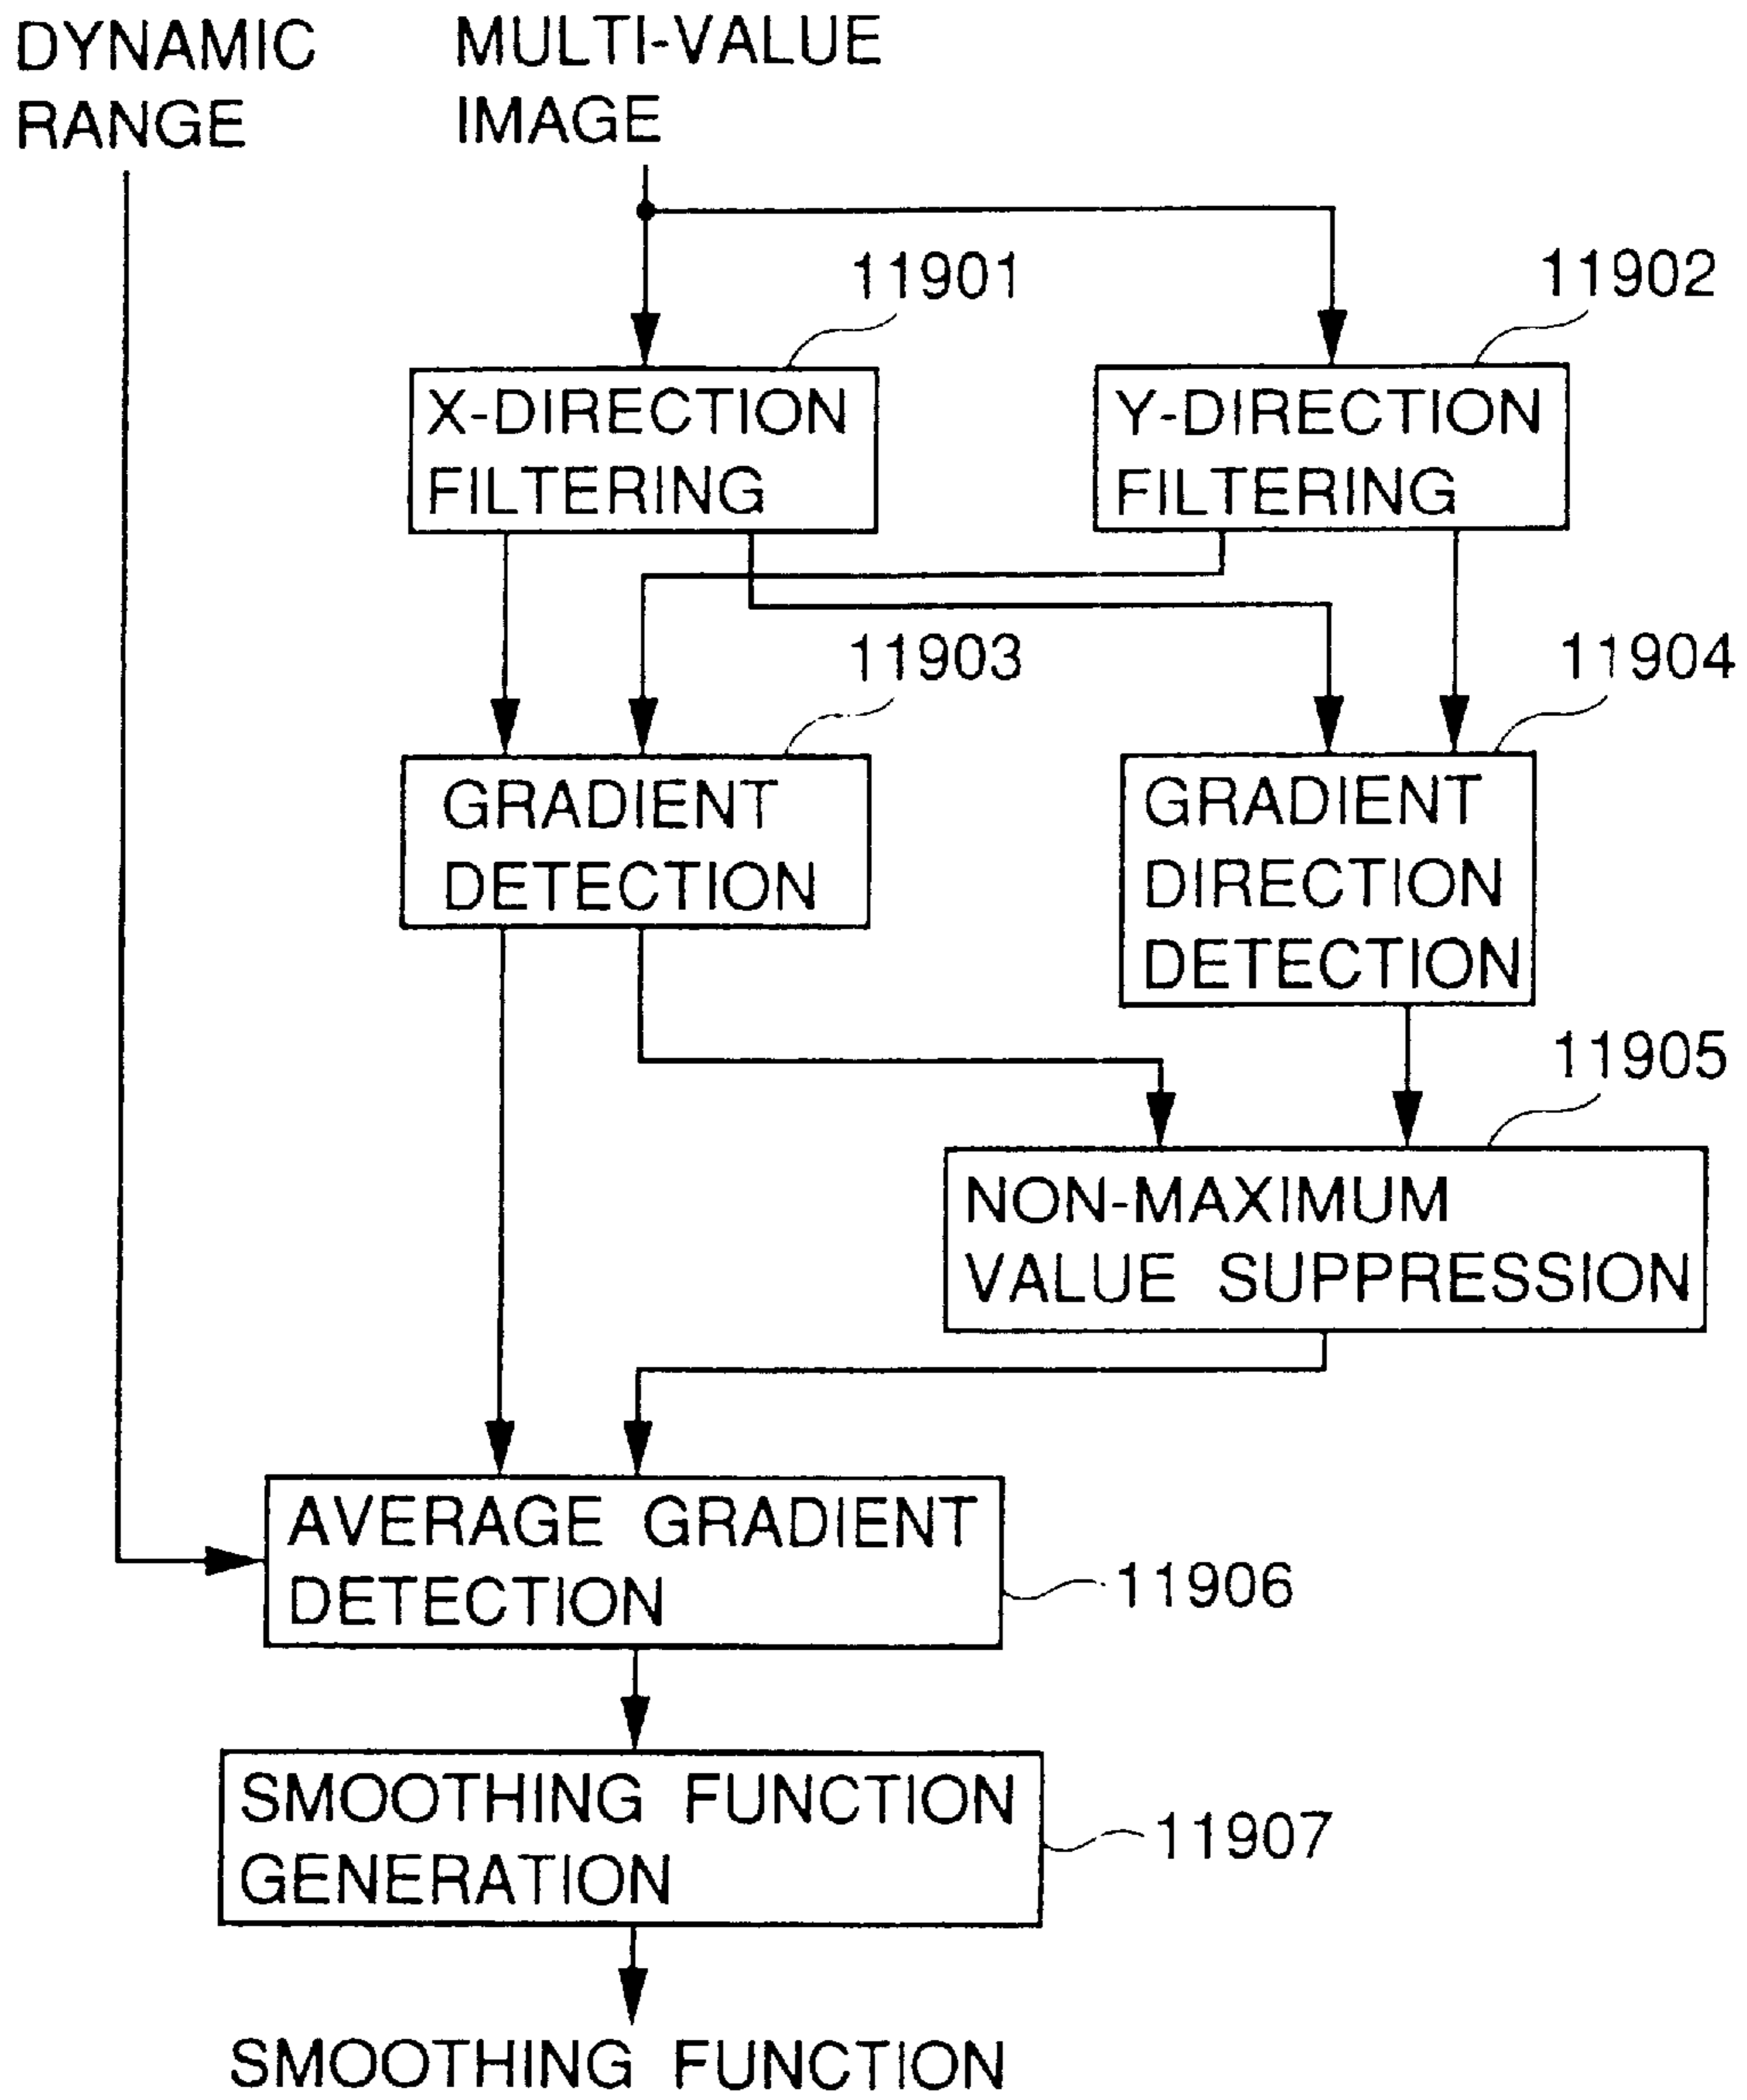 DYNAMIC
RANGE
MULTI-VALUE
IMAGE
11901
11902
X-DIRECTION
FILTERING
Y-DIRECTION
FILTERING
11903
11904
GRADIENT
DETECTION
GRADIENT
DIRECTION
DETECTION
11905
NON-MAXIMUM
VALUE SUPPRESSION
AVERAGE GRADIENT
DETECTION
11906
SMOOTHING FUNCTION
GENERATION
11907
SMOOTHING FUNCTION